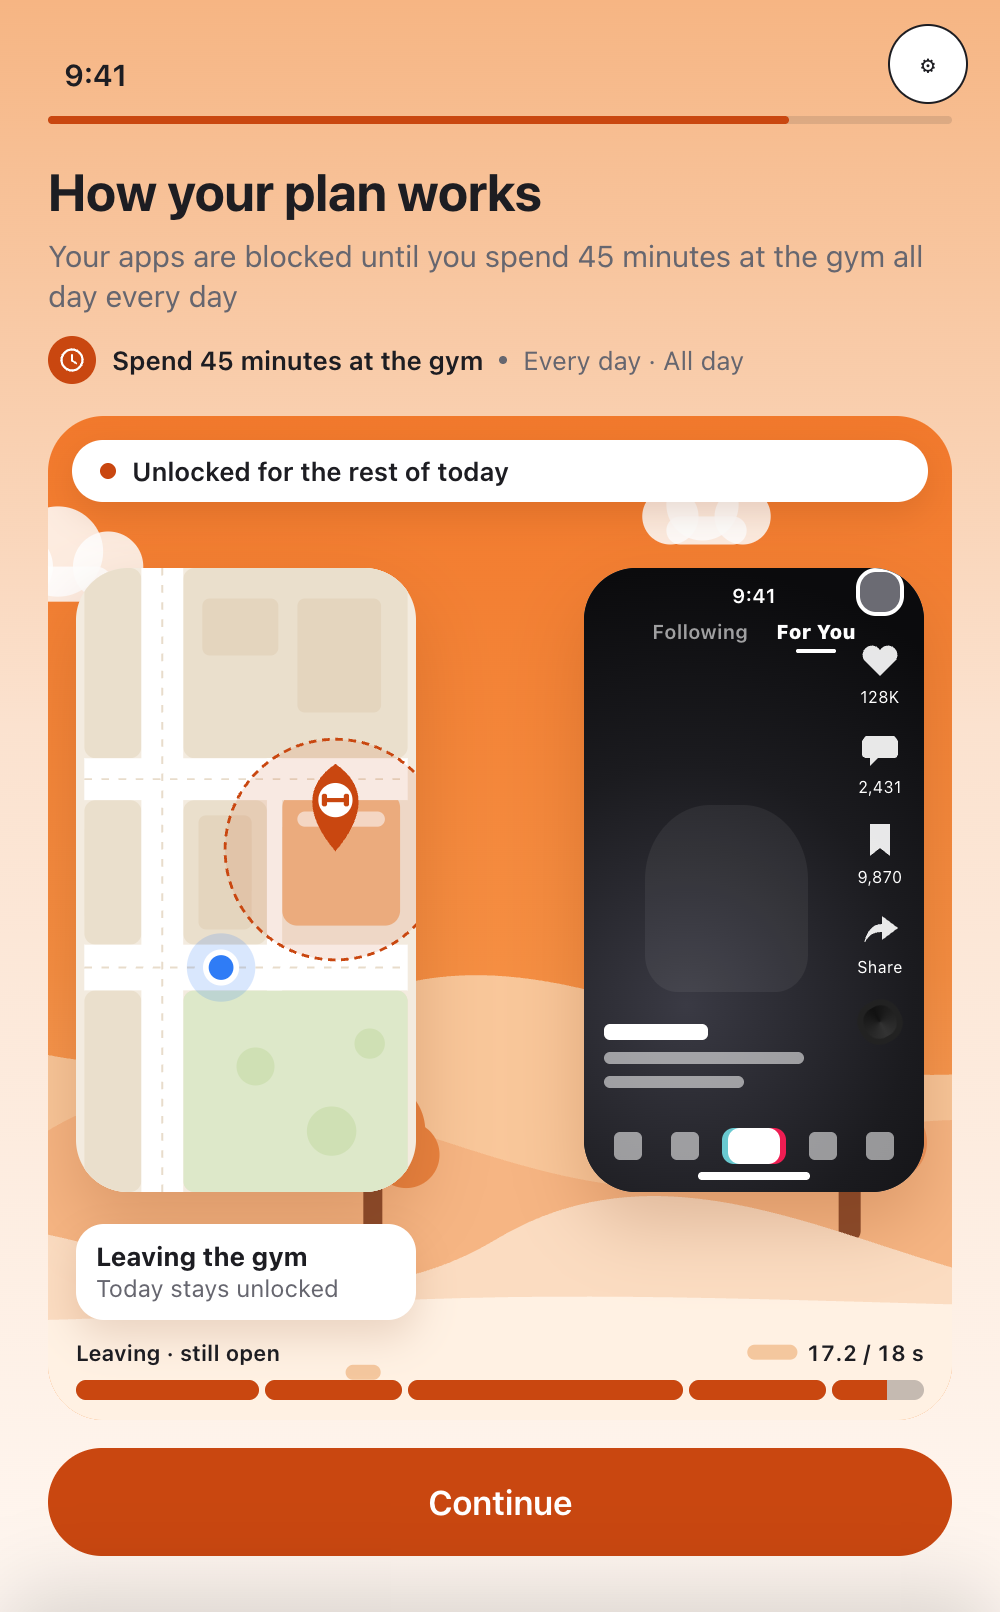 9:41
How your plan works
Your apps are blocked until you spend 45 minutes at the gym all
day every day
Spend 45 minutes at the gym • Every day · All day
Unlocked for the rest of today
9:41
Following For You
128K
2,431
9,870
Share
Leaving the gym
Today stays unlocked
Leaving · still open
17.2 / 18 s
Continue